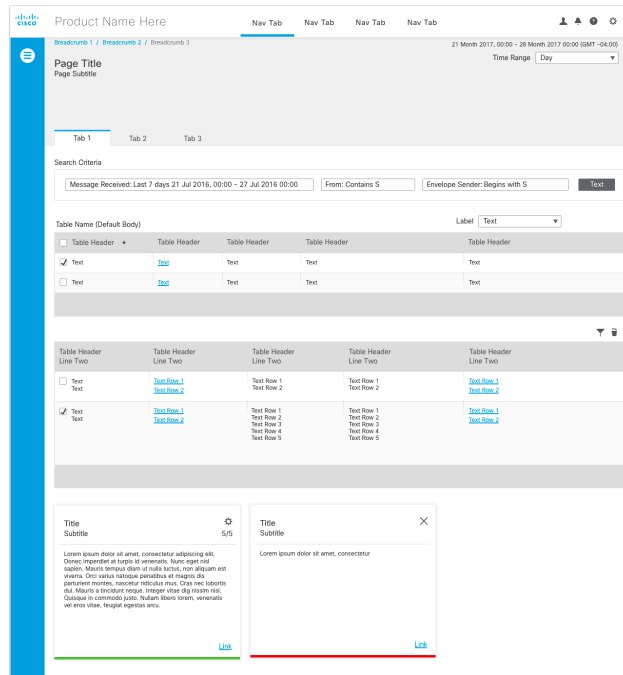 CISCO
Product Name Here
Nav Tab Nav Tab Nav Tab Nav Tab
Breadcrumb 1 / Breadcrumb 2 / Breadcrumb 3
21 Month 2017, 00:00 - 28 Month 2017 00:00 (GMT -04:00)
Page Title
Page Subtitle
Time Range Day
Tab 1 Tab 2 Tab 3
Search Criteria
Message Received: Last 7 days 21 Jul 2016, 00:00 - 27 Jul 2016 00:00 From: Contains S Envelope Sender: Begins with S Text
Table Name (Default Body)
Label Text
Table Header Table Header Table Header Table Header Table Header
Text Text Text Text Text
Text Text Text Text Text
Table Header Table Header Table Header Table Header Table Header
Line Two Line Two Line Two Line Two Line Two
Text Text Row 1 Text Row 1 Text Row 1 Text Row 1
Text Text Row 2 Text Row 2 Text Row 2 Text Row 2
Text Text Row 1 Text Row 1 Text Row 1 Text Row 1
Text Text Row 2 Text Row 2 Text Row 2 Text Row 2
Text Row 3 Text Row 3
Text Row 4 Text Row 4
Text Row 5 Text Row 5
Title
Subtitle 5/5
Lorem ipsum dolor sit amet, consectetur adipiscing elit.
Donec imperdiet at turpis id venenatis. Nunc eget nisl
sapien. Mauris tempus diam ut nulla luctus, non aliquam est
viverra. Orci varius natoque penatibus et magnis dis
parturient montes, nascetur ridiculus mus. Cras nec lobortis
dui. Mauris a tincidunt neque. Integer vitae dig nissim nisl.
Quisque in commodo justo. Nullam libero lorem, venenatis
vel eros vitae, feugiat egestas arcu.
Link
Title
Subtitle
Lorem ipsum dolor sit amet, consectetur
Link